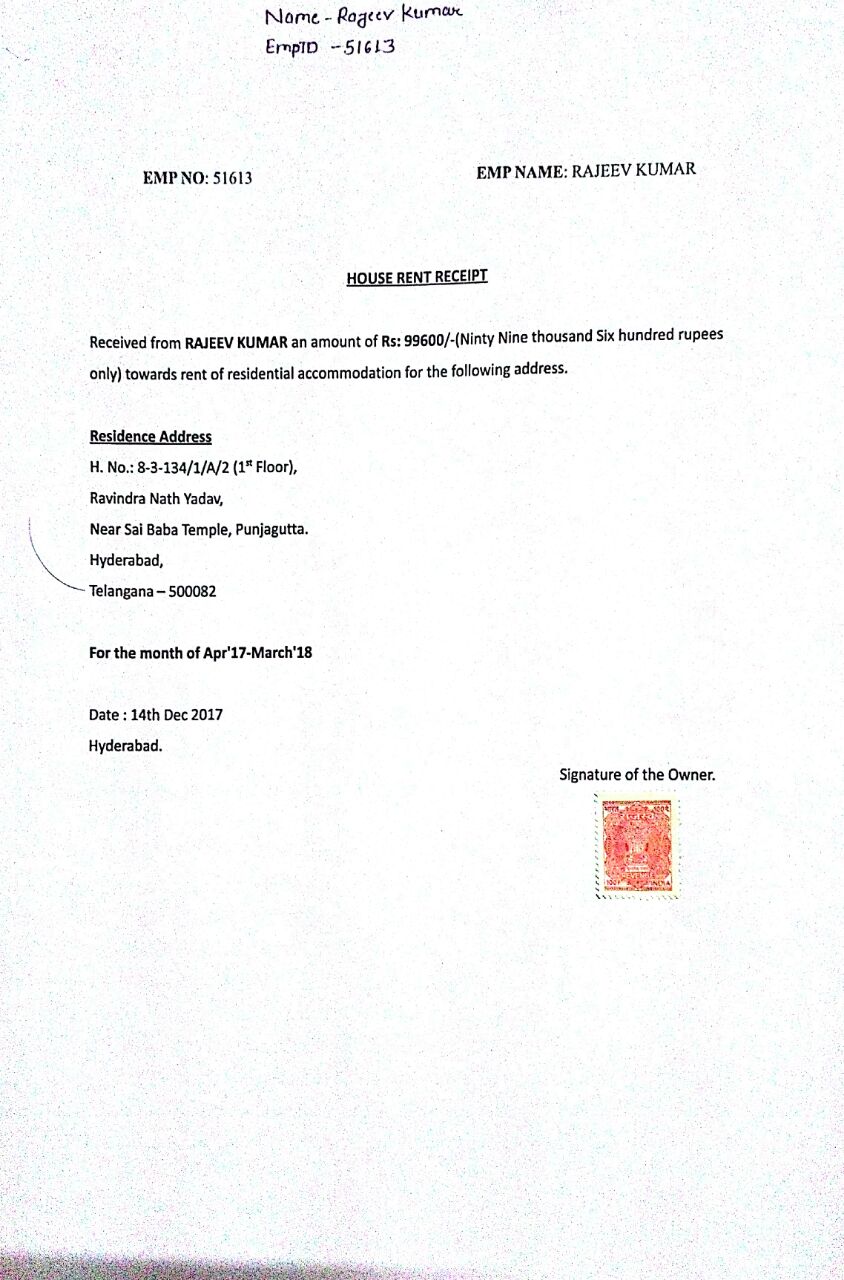 Name - Rajeev Kumar
EmpID - 51613
EMP NO: 51613
EMP NAME: RAJEEV KUMAR
HOUSE RENT RECEIPT
Received from RAJEEV KUMAR an amount of Rs: 99600/-(Ninty Nine thousand Six hundred rupees
only) towards rent of residential accommodation for the following address.
Residence Address
H. No.: 8-3-134/1/A/2 (1st Floor),
Ravindra Nath Yadav,
Near Sai Baba Temple, Punjagutta.
Hyderabad,
Telangana – 500082
For the month of Apr'17-March'18
Date : 14th Dec 2017
Hyderabad.
Signature of the Owner.
INDIA